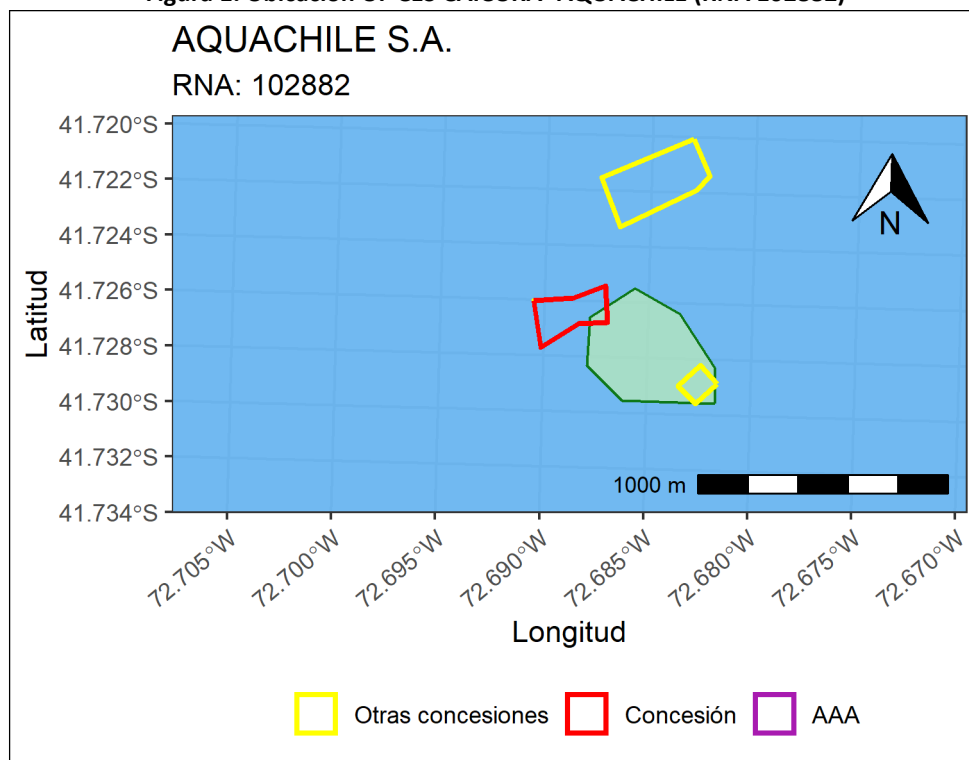 AQUACHILE S.A.
RNA: 102882
41.720°S
41.722°S
41.724°S
41.726°S
41.728°S
41.730°S
41.732°S
41.734°S
Latitud
N
1000 m
72.705°W
72.700°W
72.695°W
72.690°W
72.685°W
72.680°W
72.675°W
72.670°W
Longitud
Otras concesiones
Concesión
AAA